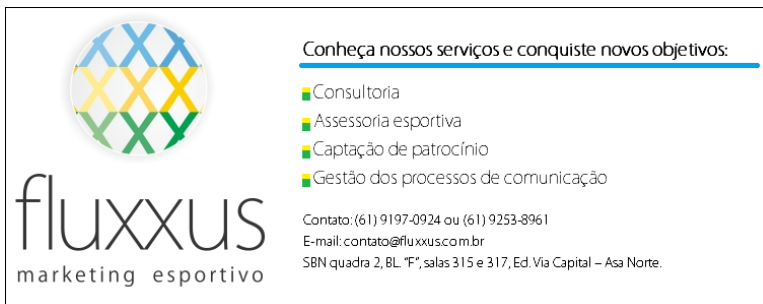 fluxxus
marketing esportivo
Conheça nossos serviços e conquiste novos objetivos:
Consultoria
Assessoria esportiva
Captação de patrocínio
Gestão dos processos de comunicação
Contato: (61) 9197-0924 ou (61) 9253-8961
E-mail: contato@fluxxus.com.br
SBN quadra 2, BL. "F", salas 315 e 317, Ed. Via Capital – Asa Norte.